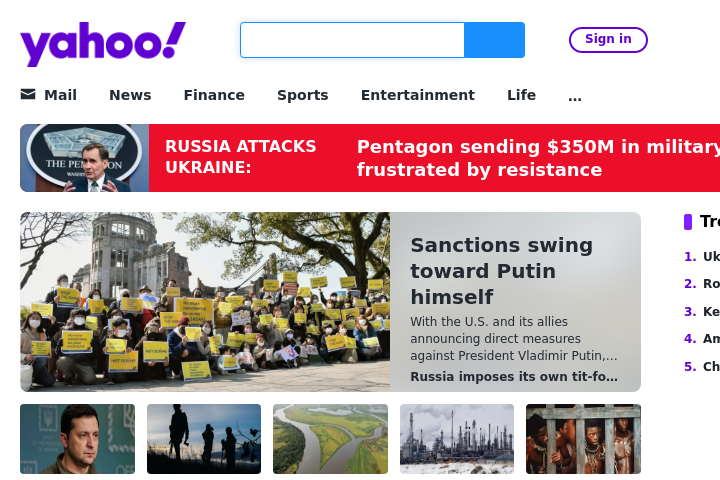 yahoo!
Sign in
Mail News Finance Sports Entertainment Life ...
THE PENTAGON
RUSSIA ATTACKS
UKRAINE:
Pentagon sending $350M in military
frustrated by resistance
Sanctions swing
toward Putin
himself
With the U.S. and its allies
announcing direct measures
against President Vladimir Putin,...
Russia imposes its own tit-fo...
Tre
1. Uk
2. Ro
3. Ke
4. Am
5. Ch